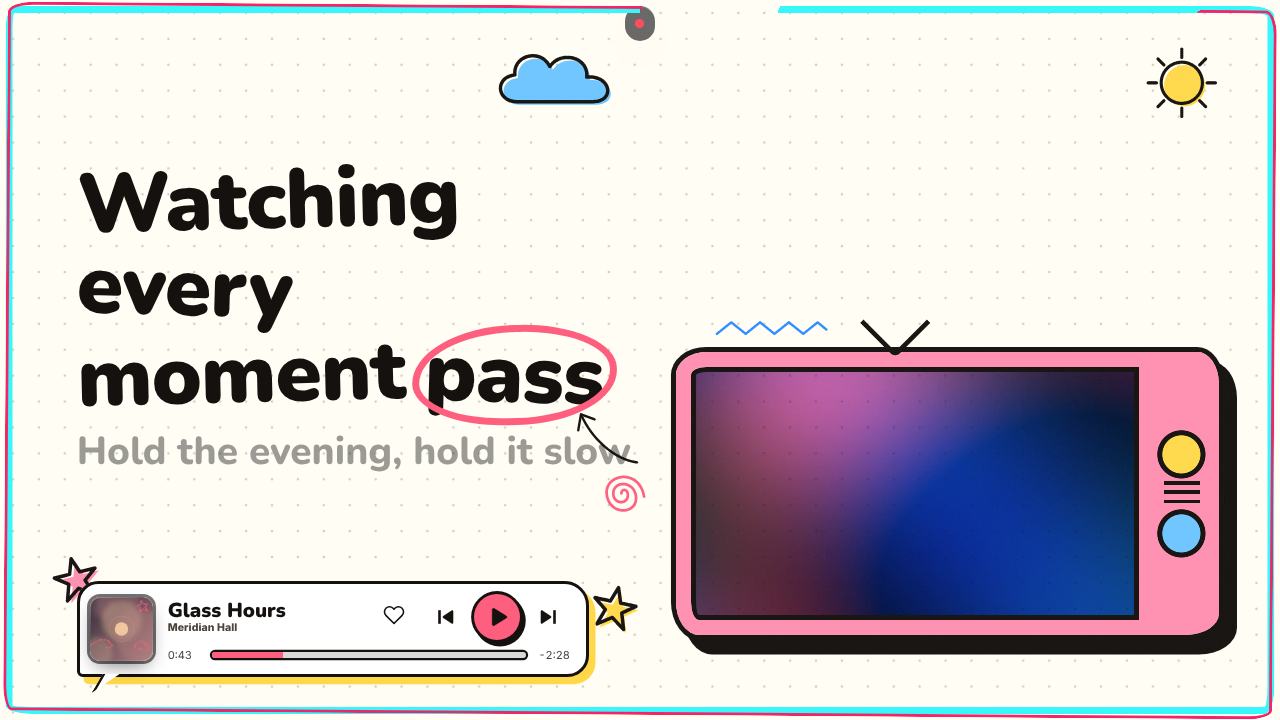 Watching
every
moment pass
Hold the evening, hold it slow
Glass Hours
Meridian Hall
0:43
-2:28